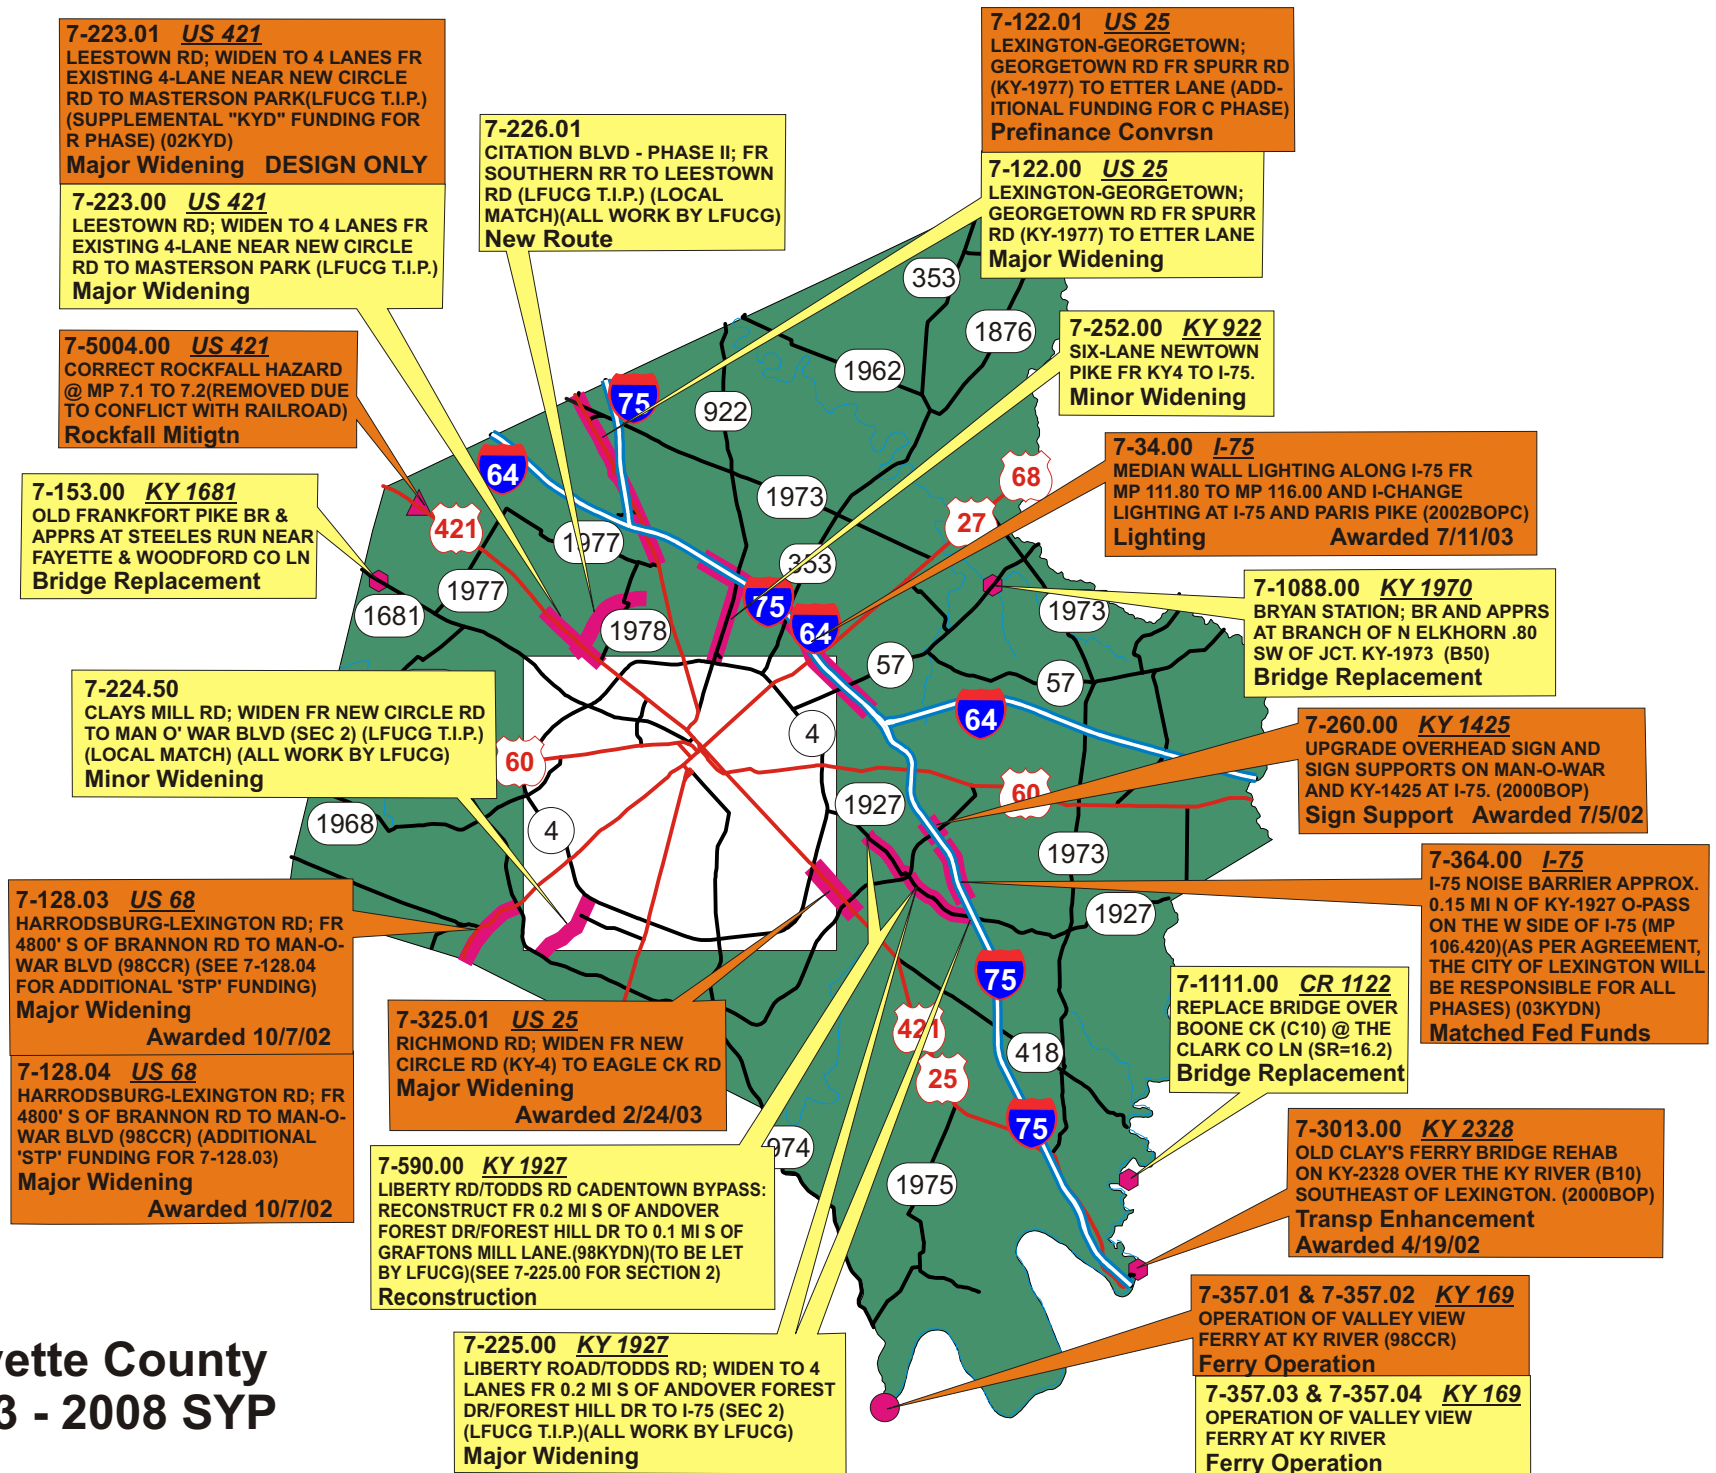 7-223.01 US 421
LEESTOWN RD; WIDEN TO 4 LANES FR
EXISTING 4-LANE NEAR NEW CIRCLE
RD TO MASTERSON PARK(LFUCG T.I.P.)
(SUPPLEMENTAL "KYD" FUNDING FOR
R PHASE) (02KYD)
Major Widening DESIGN ONLY
7-223.00 US 421
LEESTOWN RD; WIDEN TO 4 LANES FR
EXISTING 4-LANE NEAR NEW CIRCLE
RD TO MASTERSON PARK (LFUCG T.I.P.)
Major Widening
7-5004.00 US 421
CORRECT ROCKFALL HAZARD
@ MP 7.1 TO 7.2(REMOVED DUE
TO CONFLICT WITH RAILROAD)
Rockfall Mitigtn
7-153.00 KY 1681
OLD FRANKFORT PIKE BR &
APPRS AT STEELES RUN NEAR
FAYETTE & WOODFORD CO LN
Bridge Replacement
7-226.01
CITATION BLVD - PHASE II; FR
SOUTHERN RR TO LEESTOWN
RD (LFUCG T.I.P.) (LOCAL
MATCH)(ALL WORK BY LFUCG)
New Route
7-122.01 US 25
LEXINGTON-GEORGETOWN;
GEORGETOWN RD FR SPURR RD
(KY-1977) TO ETTER LANE (ADD-
ITIONAL FUNDING FOR C PHASE)
Prefinance Convrsn
7-122.00 US 25
LEXINGTON-GEORGETOWN;
GEORGETOWN RD FR SPURR
RD (KY-1977) TO ETTER LANE
Major Widening
7-252.00 KY 922
SIX-LANE NEWTOWN
PIKE FR KY4 TO I-75.
Minor Widening
7-34.00 I-75
MEDIAN WALL LIGHTING ALONG I-75 FR
MP 111.80 TO MP 116.00 AND I-CHANGE
LIGHTING AT I-75 AND PARIS PIKE (2002BOPC)
Lighting Awarded 7/11/03
7-1088.00 KY 1970
BRYAN STATION; BR AND APPRS
AT BRANCH OF N ELKHORN .80
SW OF JCT. KY-1973 (B50)
Bridge Replacement
7-260.00 KY 1425
UPGRADE OVERHEAD SIGN AND
SIGN SUPPORTS ON MAN-O-WAR
AND KY-1425 AT I-75. (2000BOP)
Sign Support Awarded 7/5/02
7-364.00 I-75
I-75 NOISE BARRIER APPROX.
0.15 MI N OF KY-1927 O-PASS
ON THE W SIDE OF I-75 (MP
106.420)(AS PER AGREEMENT,
THE CITY OF LEXINGTON WILL
BE RESPONSIBLE FOR ALL
PHASES) (03KYDN)
Matched Fed Funds
7-1111.00 CR 1122
REPLACE BRIDGE OVER
BOONE CK (C10) @ THE
CLARK CO LN (SR=16.2)
Bridge Replacement
7-3013.00 KY 2328
OLD CLAY'S FERRY BRIDGE REHAB
ON KY-2328 OVER THE KY RIVER (B10)
SOUTHEAST OF LEXINGTON. (2000BOP)
Transp Enhancement
Awarded 4/19/02
7-357.01 & 7-357.02 KY 169
OPERATION OF VALLEY VIEW
FERRY AT KY RIVER (98CCR)
Ferry Operation
7-357.03 & 7-357.04 KY 169
OPERATION OF VALLEY VIEW
FERRY AT KY RIVER
Ferry Operation
7-224.50
CLAYS MILL RD; WIDEN FR NEW CIRCLE RD
TO MAN O' WAR BLVD (SEC 2) (LFUCG T.I.P.)
(LOCAL MATCH) (ALL WORK BY LFUCG)
Minor Widening
7-128.03 US 68
HARRODSBURG-LEXINGTON RD; FR
4800' S OF BRANNON RD TO MAN-O-
WAR BLVD (98CCR) (SEE 7-128.04
FOR ADDITIONAL 'STP' FUNDING)
Major Widening
Awarded 10/7/02
7-128.04 US 68
HARRODSBURG-LEXINGTON RD; FR
4800' S OF BRANNON RD TO MAN-O-
WAR BLVD (98CCR) (ADDITIONAL
'STP' FUNDING FOR 7-128.03)
Major Widening
Awarded 10/7/02
7-325.01 US 25
RICHMOND RD; WIDEN FR NEW
CIRCLE RD (KY-4) TO EAGLE CK RD
Major Widening
Awarded 2/24/03
7-590.00 KY 1927
LIBERTY RD/TODDS RD CADENTOWN BYPASS:
RECONSTRUCT FR 0.2 MI S OF ANDOVER
FOREST DR/FOREST HILL DR TO 0.1 MI S OF
GRAFTONS MILL LANE.(98KYDN)(TO BE LET
BY LFUCG)(SEE 7-225.00 FOR SECTION 2)
Reconstruction
7-225.00 KY 1927
LIBERTY ROAD/TODDS RD; WIDEN TO 4
LANES FR 0.2 MI S OF ANDOVER FOREST
DR/FOREST HILL DR TO I-75 (SEC 2)
(LFUCG T.I.P.)(ALL WORK BY LFUCG)
Major Widening
353
1876
1962
75
922
64
68
1973
27
421
1977
353
1977
75
1973
1681
1978
64
57
57
64
4
60
60
1927
1968
4
1973
1927
75
421
418
25
75
974
1975
yette County
3 - 2008 SYP